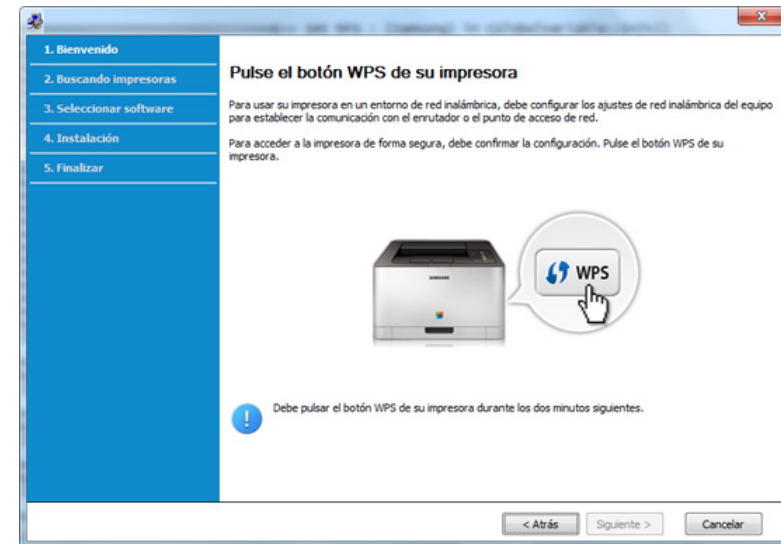 1. Bienvenido
2. Buscando impresoras
3. Seleccionar software
4. Instalación
5. Finalizar
Pulse el botón WPS de su impresora
Para usar su impresora en un entorno de red inalámbrica, debe configurar los ajustes de red inalámbrica del equipo
para establecer la comunicación con el enrutador o el punto de acceso de red.
Para acceder a la impresora de forma segura, debe confirmar la configuración. Pulse el botón WPS de su
impresora.
SAMSUNG
WPS
Debe pulsar el botón WPS de su impresora durante los dos minutos siguientes.
< Atrás
Siguiente >
Cancelar